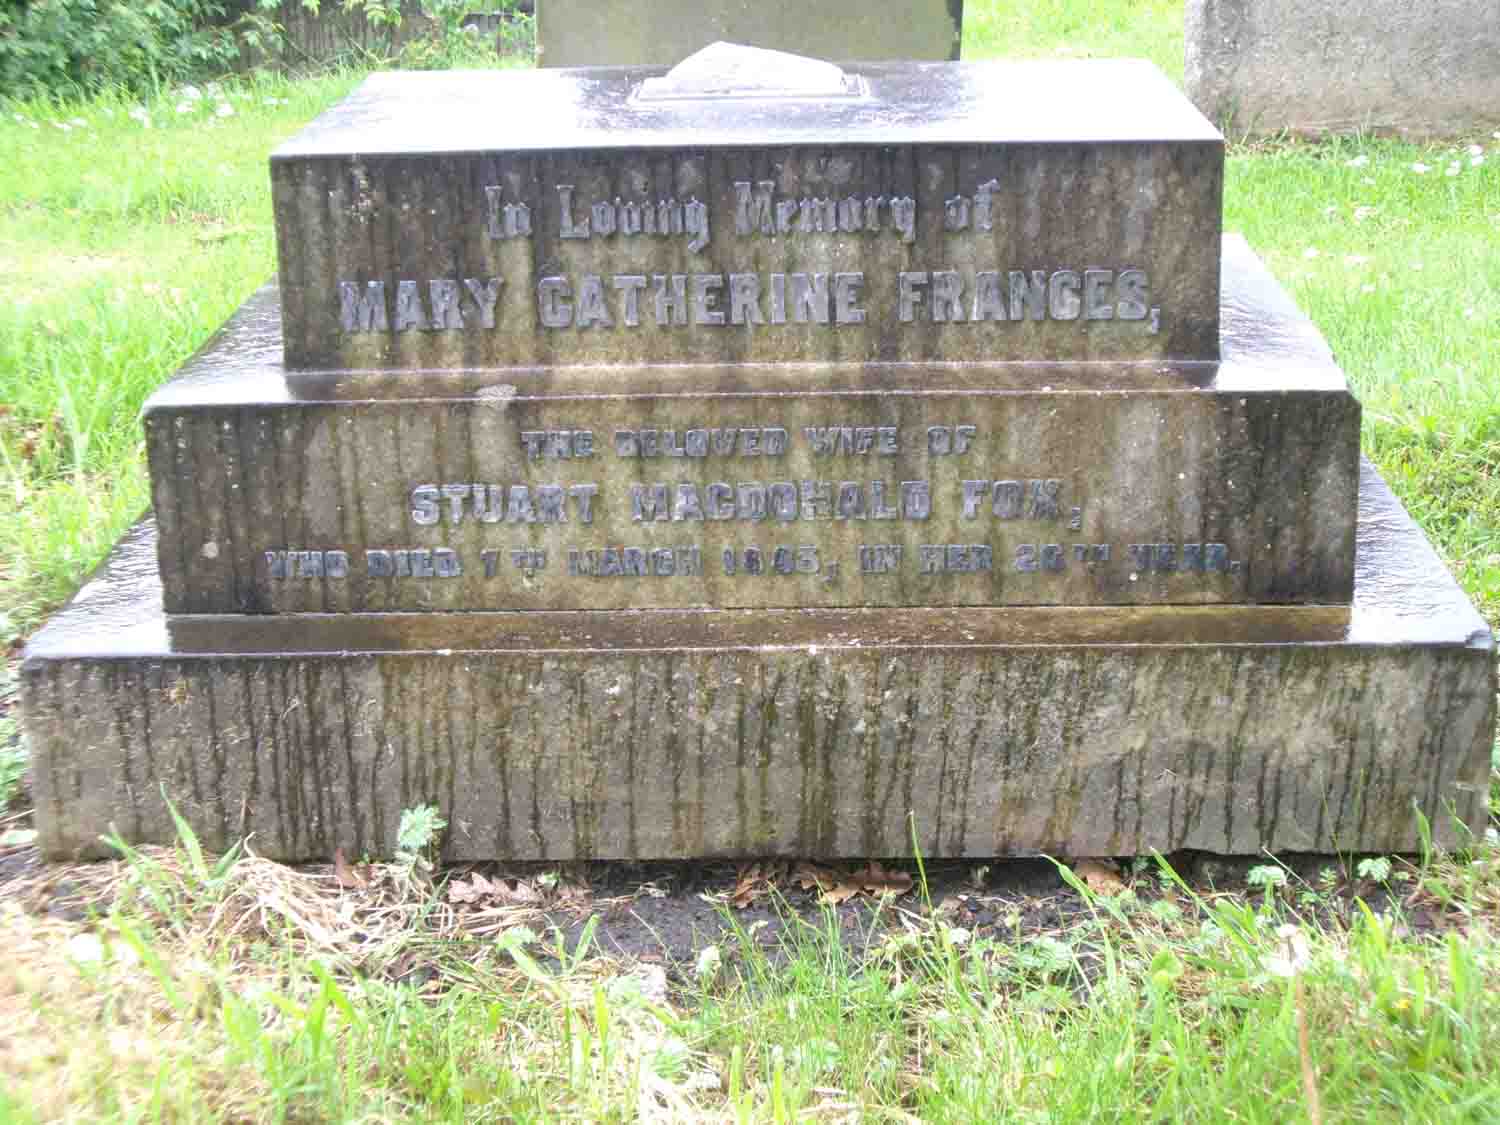 In Loving Memory of
MARY CATHERINE FRANCES,
THE BELOVED WIFE OF
STUART MACDONALD FOX,
WHO DIED 7TH MARCH IN HER YEAR.